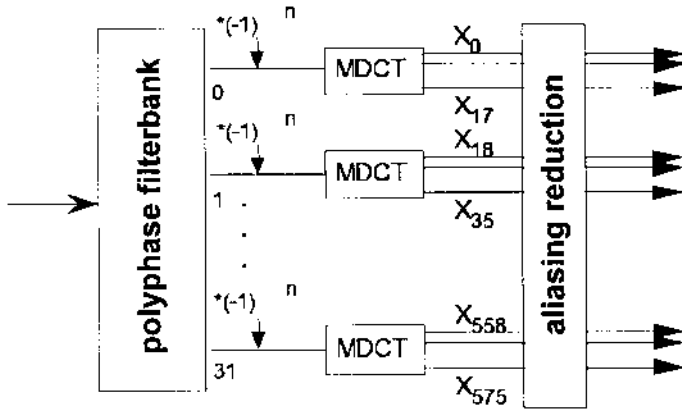 polyphase filterbank
*(-1) n
0
MDCT
X0
X17
*(-1) n
1
MDCT
X18
X35
*(-1) n
31
MDCT
X558
X575
aliasing reduction